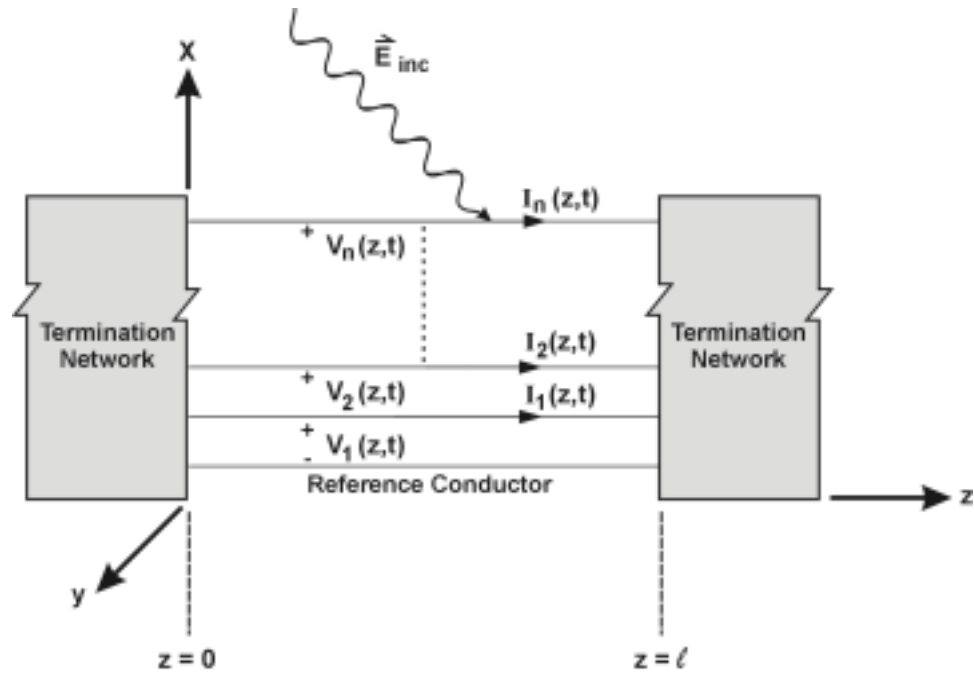 X
E⃗ inc
Iₙ (z,t)
+
Vₙ (z,t)
Termination
Network
I₂(z,t)
+
V₂ (z,t)
I₁(z,t)
+
V₁ (z,t)
-
Reference Conductor
Termination
Network
z
y
z = 0
z = ℓ